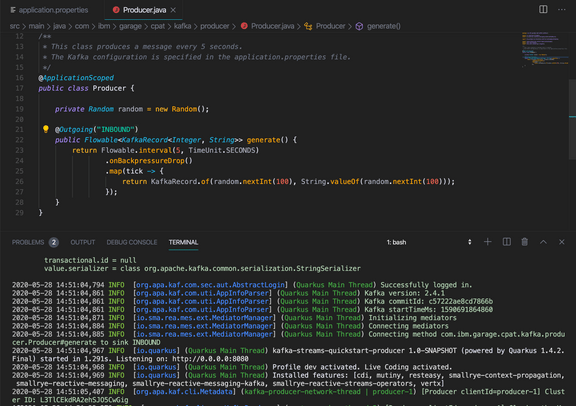 application.properties
Producer.java
src > main > java > com > ibm > garage > cpat > kafka > producer > Producer.java > Producer > generate()
12 /**
13 * This class produces a message every 5 seconds.
14 * The Kafka configuration is specified in the application.properties file.
15 */
16 @ApplicationScoped
17 public class Producer {
18
19 private Random random = new Random();
20
21 @Outgoing("INBOUND")
22 public Flowable<KafkaRecord<Integer, String>> generate() {
23 return Flowable.interval(5, TimeUnit.SECONDS)
24 .onBackpressureDrop()
25 .map(tick -> {
26 return KafkaRecord.of(random.nextInt(100), String.valueOf(random.nextInt(100)));
27 });
28 }
29 }
PROBLEMS 2 OUTPUT DEBUG CONSOLE TERMINAL 1: bash
transactional.id = null
value.serializer = class org.apache.kafka.common.serialization.StringSerializer
2020-05-28 14:51:04,794 INFO [org.apa.kaf.com.sec.aut.AbstractLogin] (Quarkus Main Thread) Successfully logged in.
2020-05-28 14:51:04,860 INFO [org.apa.kaf.com.uti.AppInfoParser] (Quarkus Main Thread) Kafka version: 2.4.1
2020-05-28 14:51:04,860 INFO [org.apa.kaf.com.uti.AppInfoParser] (Quarkus Main Thread) Kafka commitId: c57222ae8cd7866b
2020-05-28 14:51:04,860 INFO [org.apa.kaf.com.uti.AppInfoParser] (Quarkus Main Thread) Kafka startTimeMs: 1590691864860
2020-05-28 14:51:04,871 INFO [io.sma.rea.mes.ext.MediatorManager] (Quarkus Main Thread) Initializing mediators
2020-05-28 14:51:04,884 INFO [io.sma.rea.mes.ext.MediatorManager] (Quarkus Main Thread) Connecting mediators
2020-05-28 14:51:04,885 INFO [io.sma.rea.mes.ext.MediatorManager] (Quarkus Main Thread) Connecting method com.ibm.garage.cpat.kafka.produ
cer.Producer#generate to sink INBOUND
2020-05-28 14:51:04,967 INFO [io.quarkus] (Quarkus Main Thread) kafka-streams-quickstart-producer 1.0-SNAPSHOT (powered by Quarkus 1.4.2.
Final) started in 1.291s. Listening on: http://0.0.0.0:8080
2020-05-28 14:51:04,968 INFO [io.quarkus] (Quarkus Main Thread) Profile dev activated. Live Coding activated.
2020-05-28 14:51:04,969 INFO [io.quarkus] (Quarkus Main Thread) Installed features: [cdi, mutiny, resteasy, smallrye-context-propagation,
smallrye-reactive-messaging, smallrye-reactive-messaging-kafka, smallrye-reactive-streams-operators, vertx]
2020-05-28 14:51:05,407 INFO [org.apa.kaf.cli.Metadata] (kafka-producer-network-thread | producer-1) [Producer clientId=producer-1] Clust
er ID: L3TlCEkdRA2ehSJO5CwGig